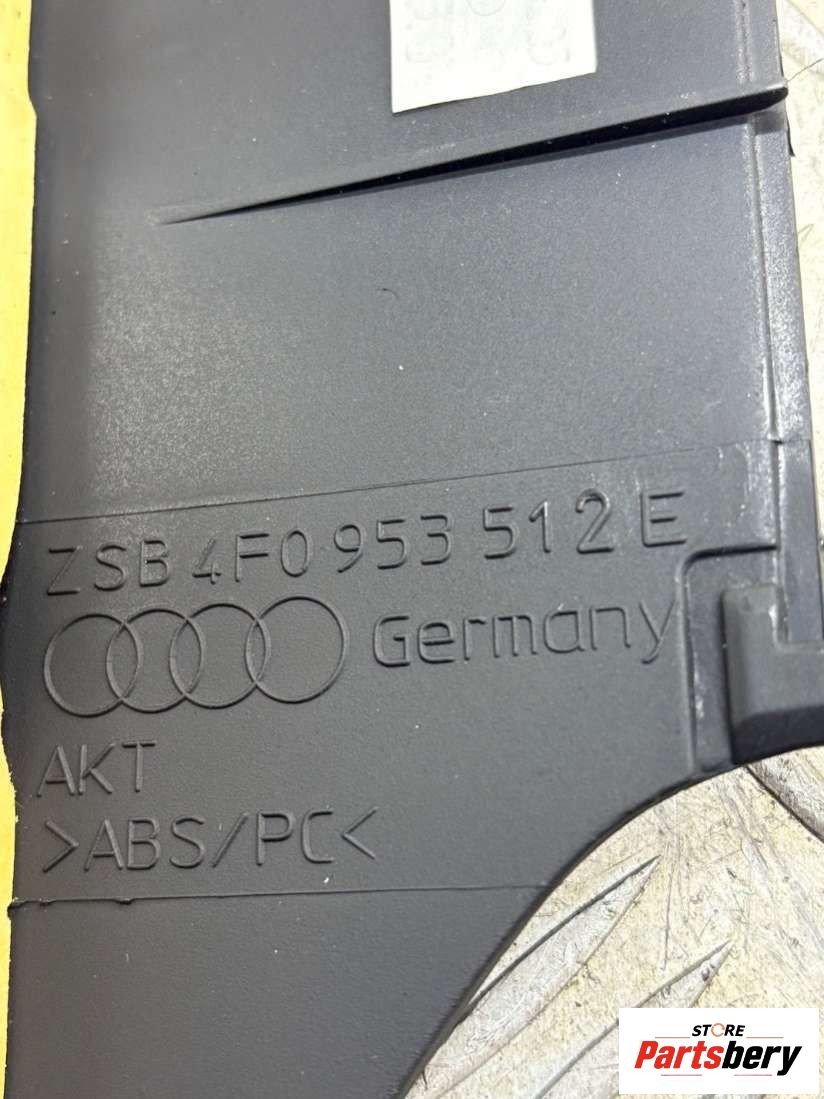 ZSB 4F0 953 512 E
Germany
AKT
>ABS/PC<
STORE
Partsbery